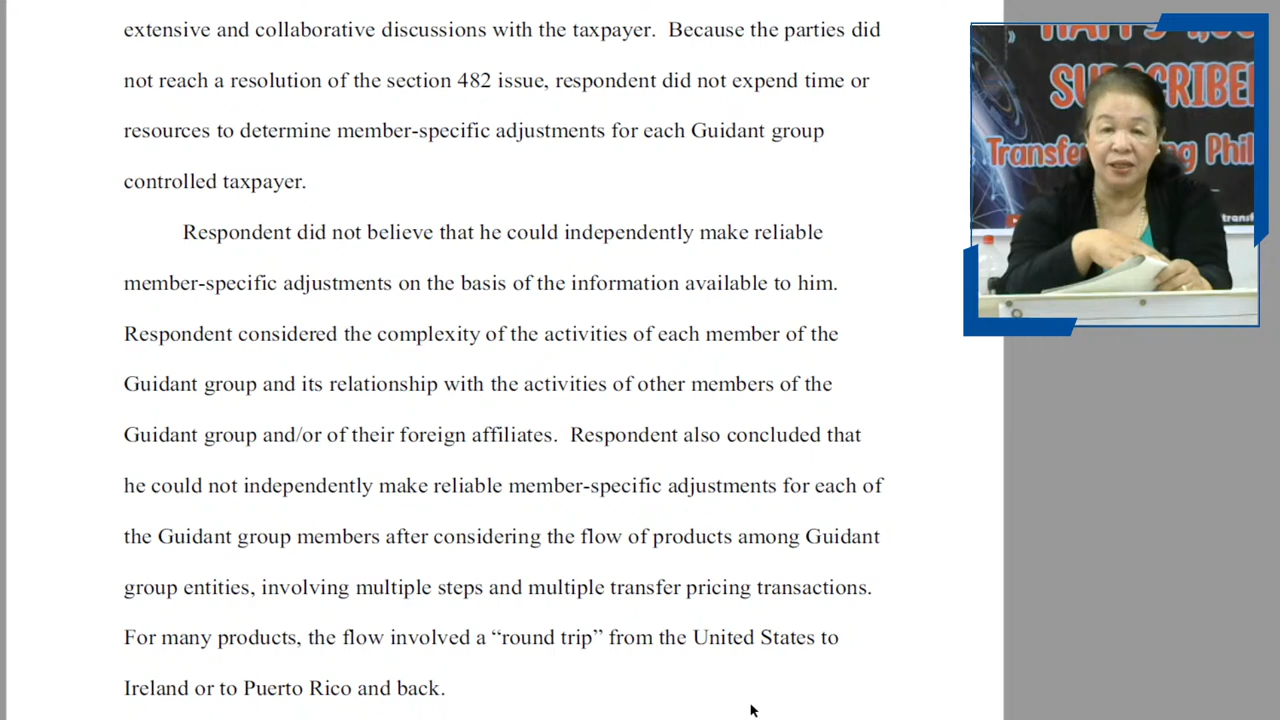 extensive and collaborative discussions with the taxpayer.  Because the parties did
not reach a resolution of the section 482 issue, respondent did not expend time or
resources to determine member-specific adjustments for each Guidant group
controlled taxpayer.
Respondent did not believe that he could independently make reliable
member-specific adjustments on the basis of the information available to him.
Respondent considered the complexity of the activities of each member of the
Guidant group and its relationship with the activities of other members of the
Guidant group and/or of their foreign affiliates.  Respondent also concluded that
he could not independently make reliable member-specific adjustments for each of
the Guidant group members after considering the flow of products among Guidant
group entities, involving multiple steps and multiple transfer pricing transactions.
For many products, the flow involved a “round trip” from the United States to
Ireland or to Puerto Rico and back.